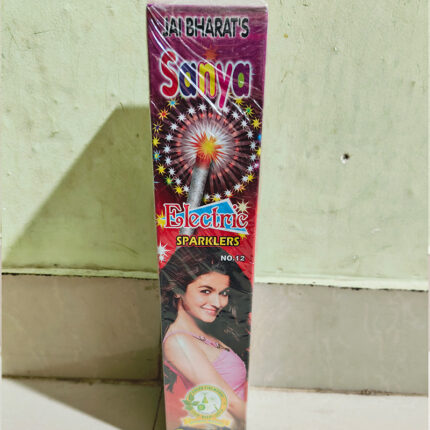 JAI BHARAT'S
Sanya
Electric
SPARKLERS
NO.12